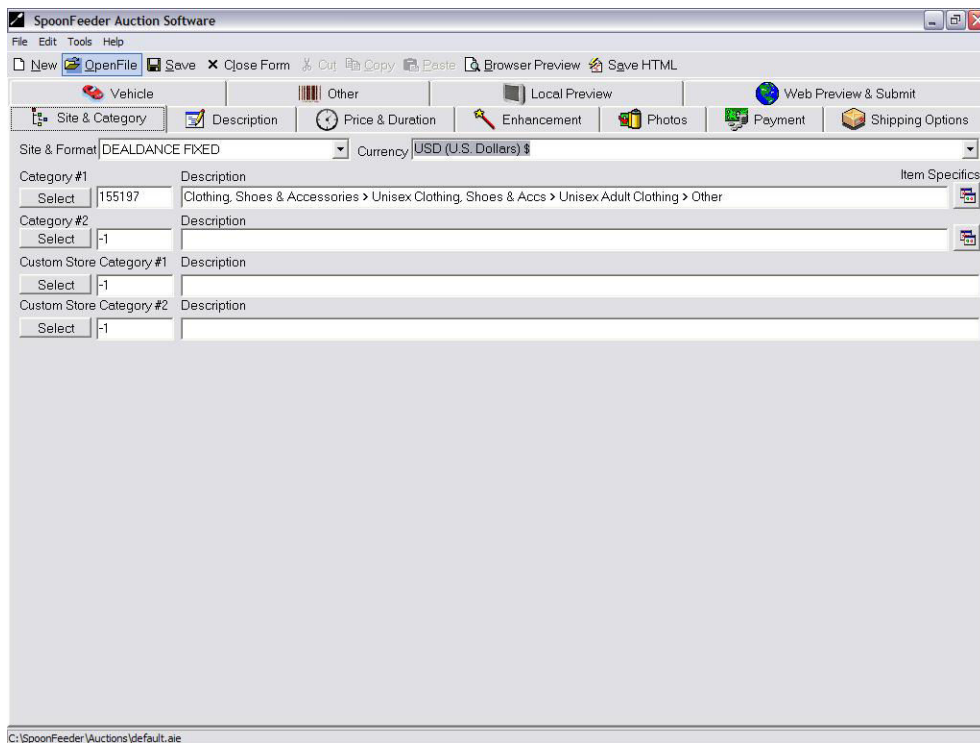 SpoonFeeder Auction Software
File Edit Tools Help
New OpenFile Save Close Form Cut Copy Paste Browser Preview Save HTML
Vehicle Other Local Preview Web Preview & Submit
Site & Category Description Price & Duration Enhancement Photos Payment Shipping Options
Site & Format DEALDANCE FIXED Currency USD (U.S. Dollars) $
Category #1 Description Item Specifics
Select 155197 Clothing, Shoes & Accessories > Unisex Clothing, Shoes & Accs > Unisex Adult Clothing > Other
Category #2 Description
Select -1
Custom Store Category #1 Description
Select -1
Custom Store Category #2 Description
Select -1
C:\SpoonFeeder\Auctions\default.aie